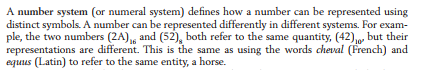 A number system (or numeral system) defines how a number can be represented using
distinct symbols. A number can be represented differently in different systems. For exam-
ple, the two numbers (2A)₁₆ and (52)₈ both refer to the same quantity, (42)₁₀, but their
representations are different. This is the same as using the words cheval (French) and
equus (Latin) to refer to the same entity, a horse.